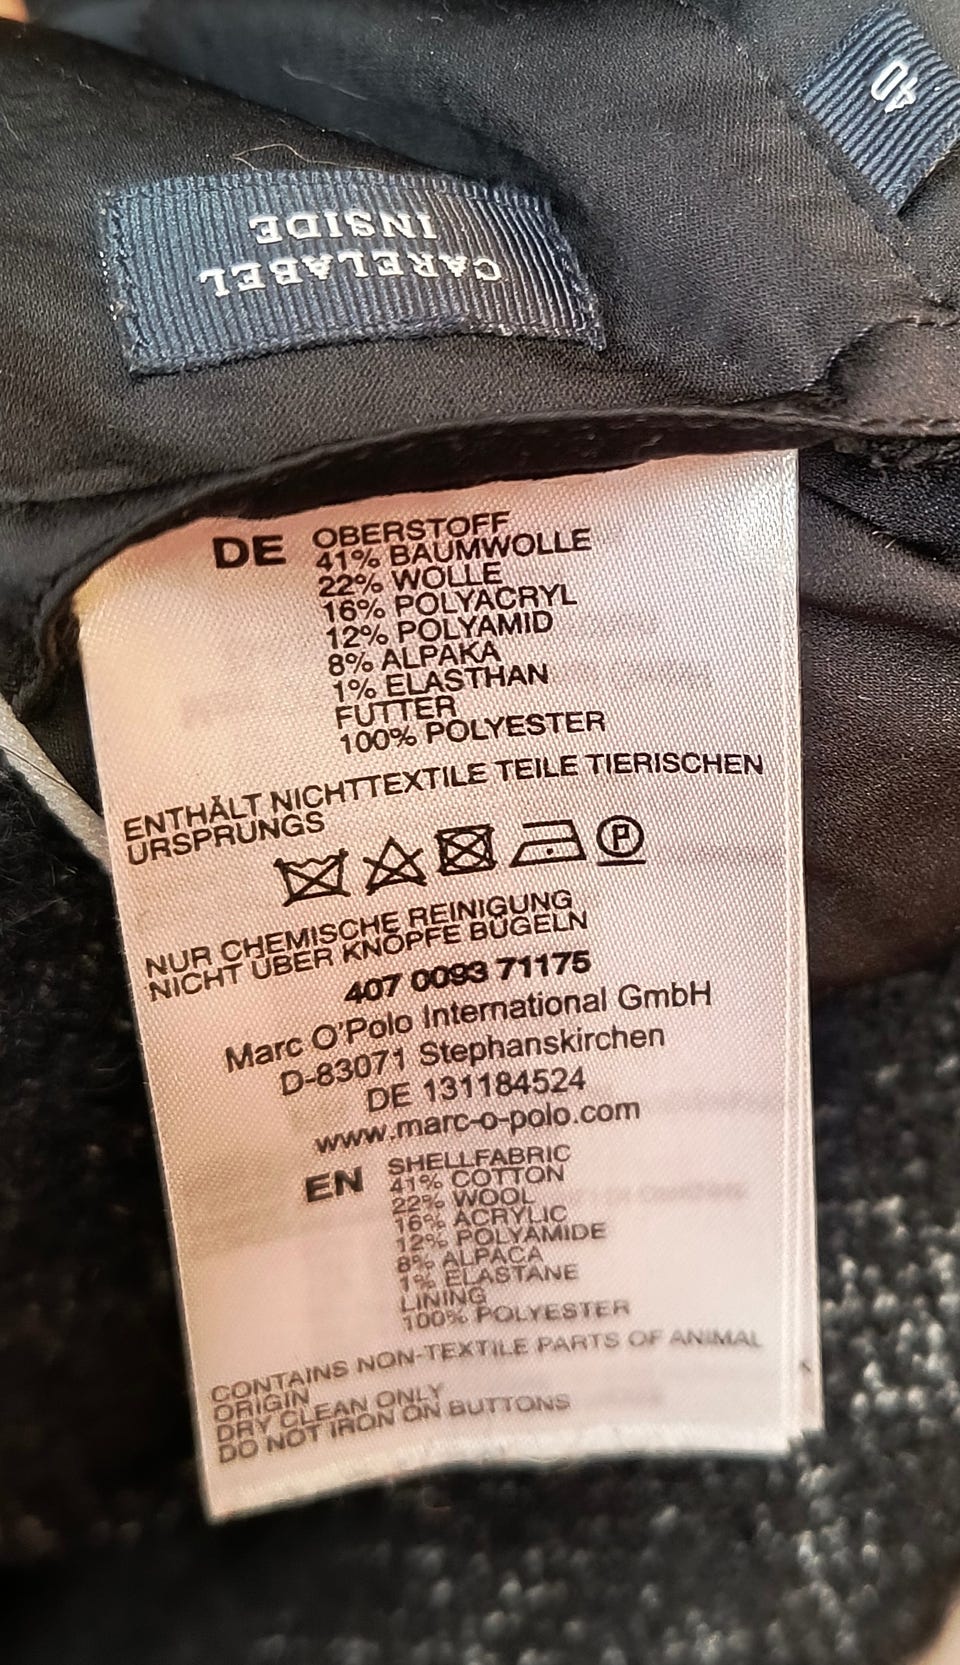 40
CARELABEL
INSIDE
DE OBERSTOFF
41% BAUMWOLLE
22% WOLLE
16% POLYACRYL
12% POLYAMID
8% ALPAKA
1% ELASTHAN
FUTTER
100% POLYESTER
ENTHÄLT NICHTTEXTILE TEILE TIERISCHEN
URSPRUNGS
P
NUR CHEMISCHE REINIGUNG
NICHT ÜBER KNÖPFE BÜGELN
407 0093 71175
Marc O'Polo International GmbH
D-83071 Stephanskirchen
DE 131184524
www.marc-o-polo.com
EN SHELLFABRIC
41% COTTON
22% WOOL
16% ACRYLIC
12% POLYAMIDE
8% ALPACA
1% ELASTANE
LINING
100% POLYESTER
CONTAINS NON-TEXTILE PARTS OF ANIMAL
ORIGIN
DRY CLEAN ONLY
DO NOT IRON ON BUTTONS